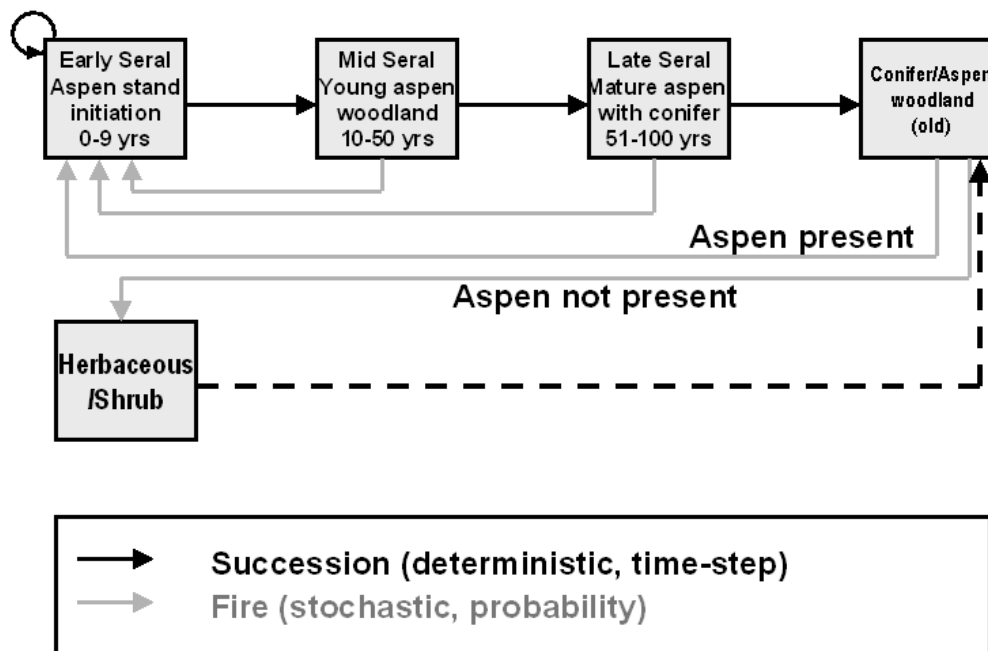 Early Seral
Aspen stand
initiation
0-9 yrs
Mid Seral
Young aspen
woodland
10-50 yrs
Late Seral
Mature aspen
with conifer
51-100 yrs
Conifer/Aspen
woodland
(old)
Aspen present
Aspen not present
Herbaceous
/Shrub
Succession (deterministic, time-step)
Fire (stochastic, probability)